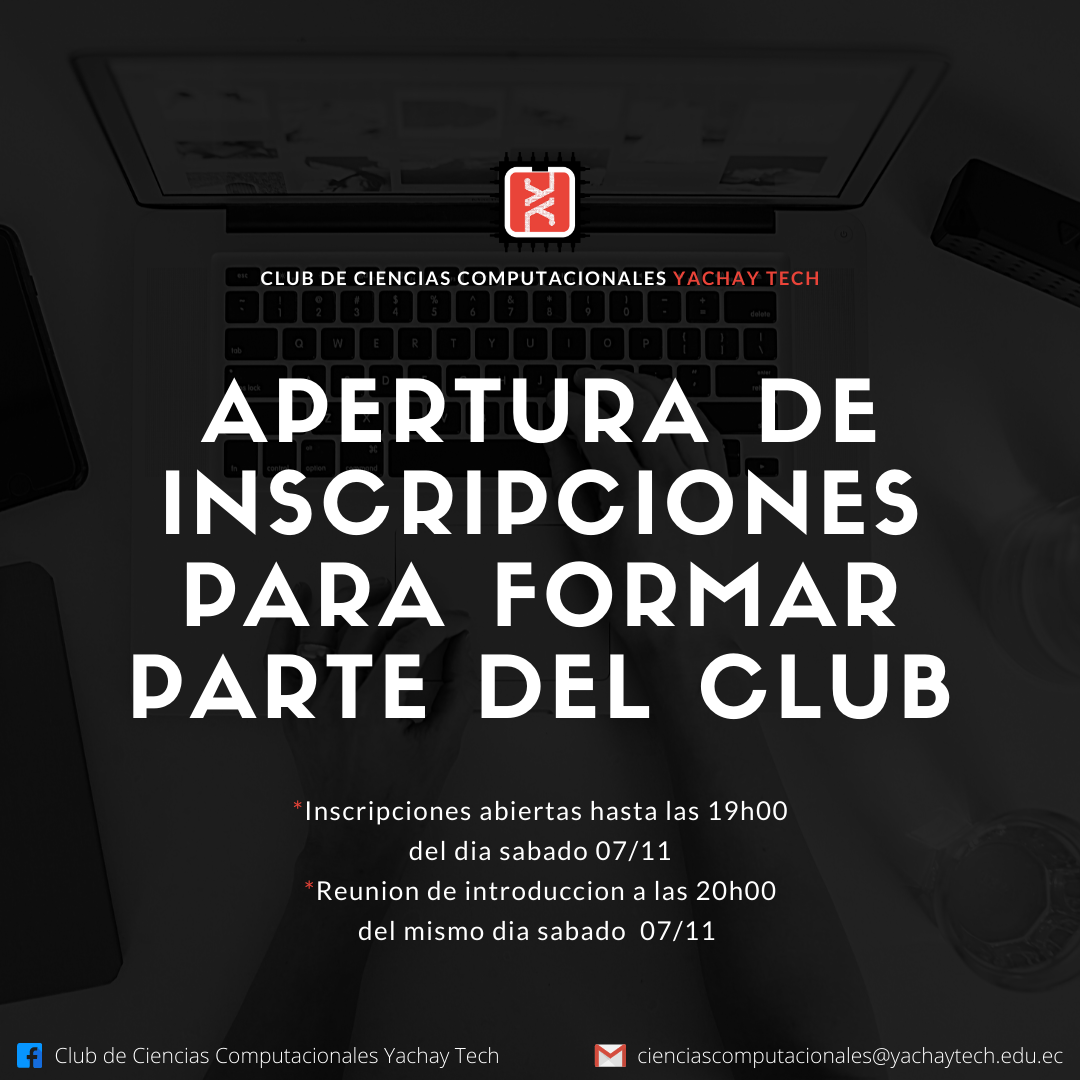 CLUB DE CIENCIAS COMPUTACIONALES YACHAY TECH
APERTURA DE
INSCRIPCIONES
PARA FORMAR
PARTE DEL CLUB
*Inscripciones abiertas hasta las 19h00
del dia sabado 07/11
*Reunion de introduccion a las 20h00
del mismo dia sabado 07/11
Club de Ciencias Computacionales Yachay Tech
cienciascomputacionales@yachaytech.edu.ec